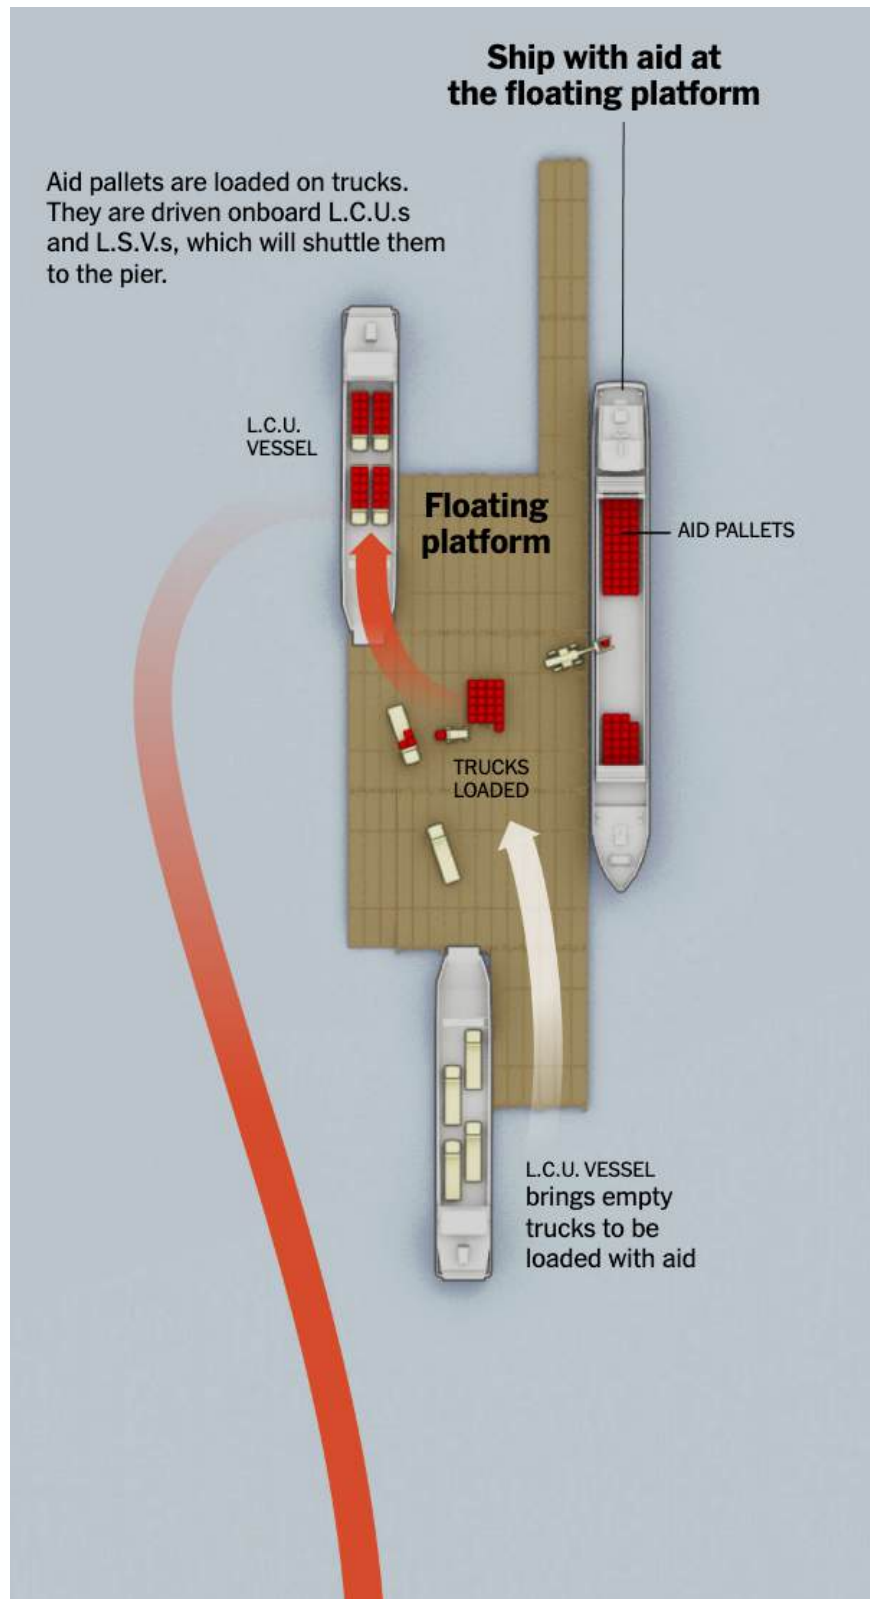 Ship with aid at
the floating platform
Aid pallets are loaded on trucks.
They are driven onboard L.C.U.s
and L.S.V.s, which will shuttle them
to the pier.
L.C.U.
VESSEL
Floating
platform
AID PALLETS
TRUCKS
LOADED
L.C.U. VESSEL
brings empty
trucks to be
loaded with aid